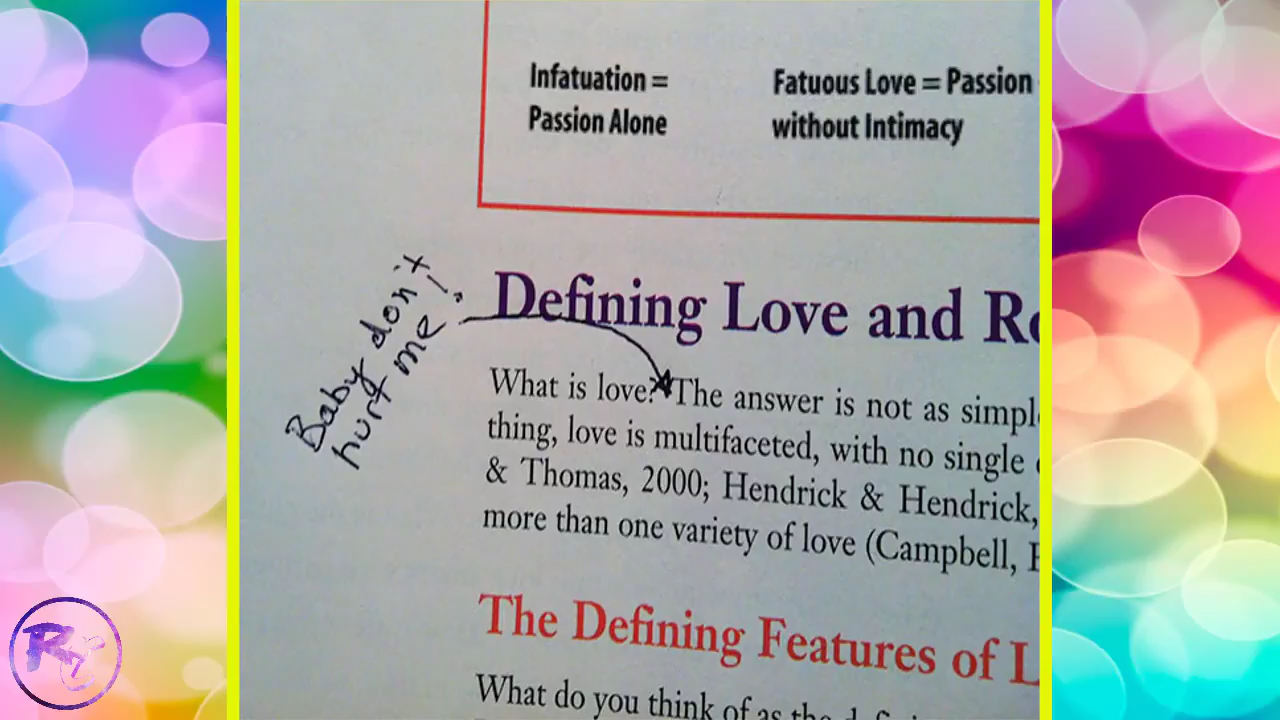 Infatuation =
Passion Alone
Fatuous Love = Passion
without Intimacy
Baby don't
hurt me!
Defining Love and Ro
What is love? The answer is not as simpl
thing, love is multifaceted, with no single
& Thomas, 2000; Hendrick & Hendrick,
more than one variety of love (Campbell,
The Defining Features of L
What do you think of as the